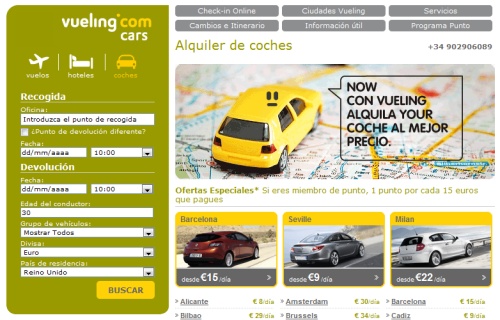 vueling.com
cars
vuelos
hoteles
coches
Recogida
Oficina:
Introduzca el punto de recogida
¿Punto de devolución diferente?
Fecha:
dd/mm/aaaa
10:00
Devolución
Fecha:
dd/mm/aaaa
10:00
Edad del conductor:
30
Grupo de vehículos:
Mostrar Todos
Divisa:
Euro
País de residencia:
Reino Unido
BUSCAR
Check-in Online
Ciudades Vueling
Servicios
Cambios e Itinerario
Información Útil
Programa Punto
Alquiler de coches
+34 902906089
NOW
CON VUELING
ALQUILA YOUR
COCHE AL MEJOR
PRECIO.
Ofertas Especiales* Si eres miembro de punto, 1 punto por cada 15 euros
que pagues
Barcelona
desde €15/día
Seville
desde €9/día
Milan
desde €22/día
Alicante € 8/día
Amsterdam € 30/día
Barcelona € 15/día
Bilbao € 29/día
Brussels € 34/día
Cadiz € 9/día